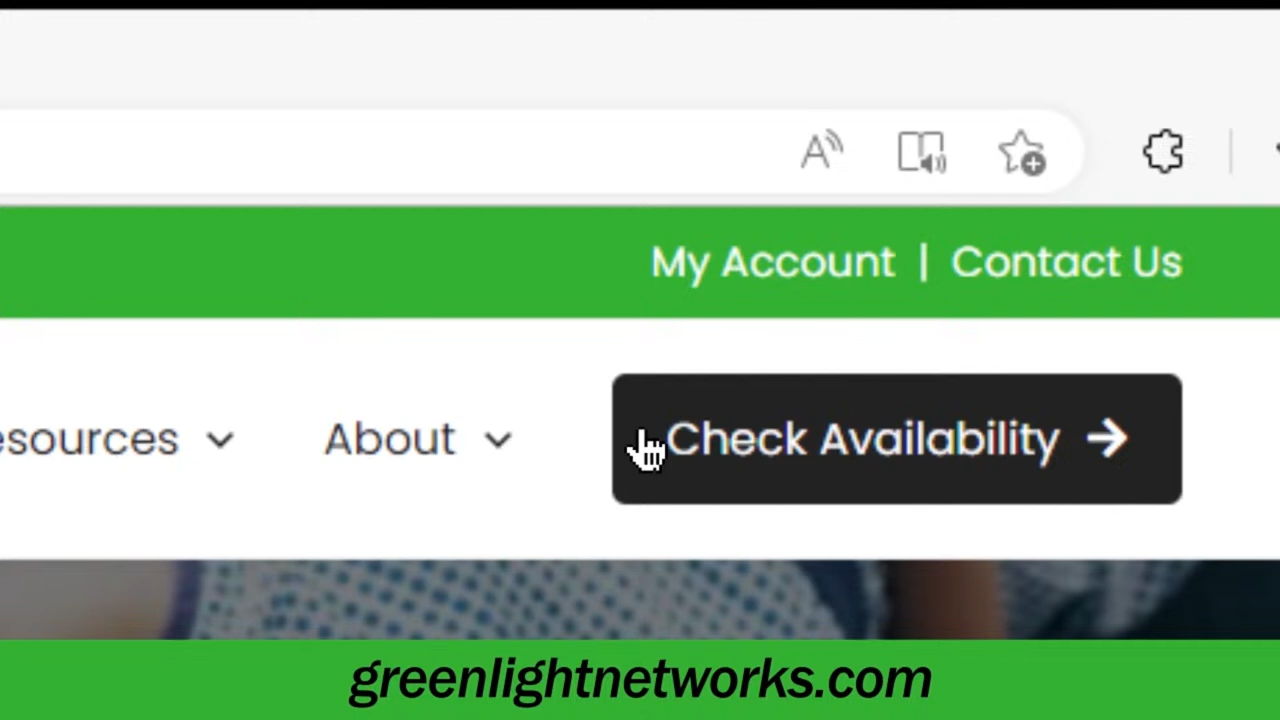 My Account | Contact Us
esources About Check Availability →
greenlightnetworks.com